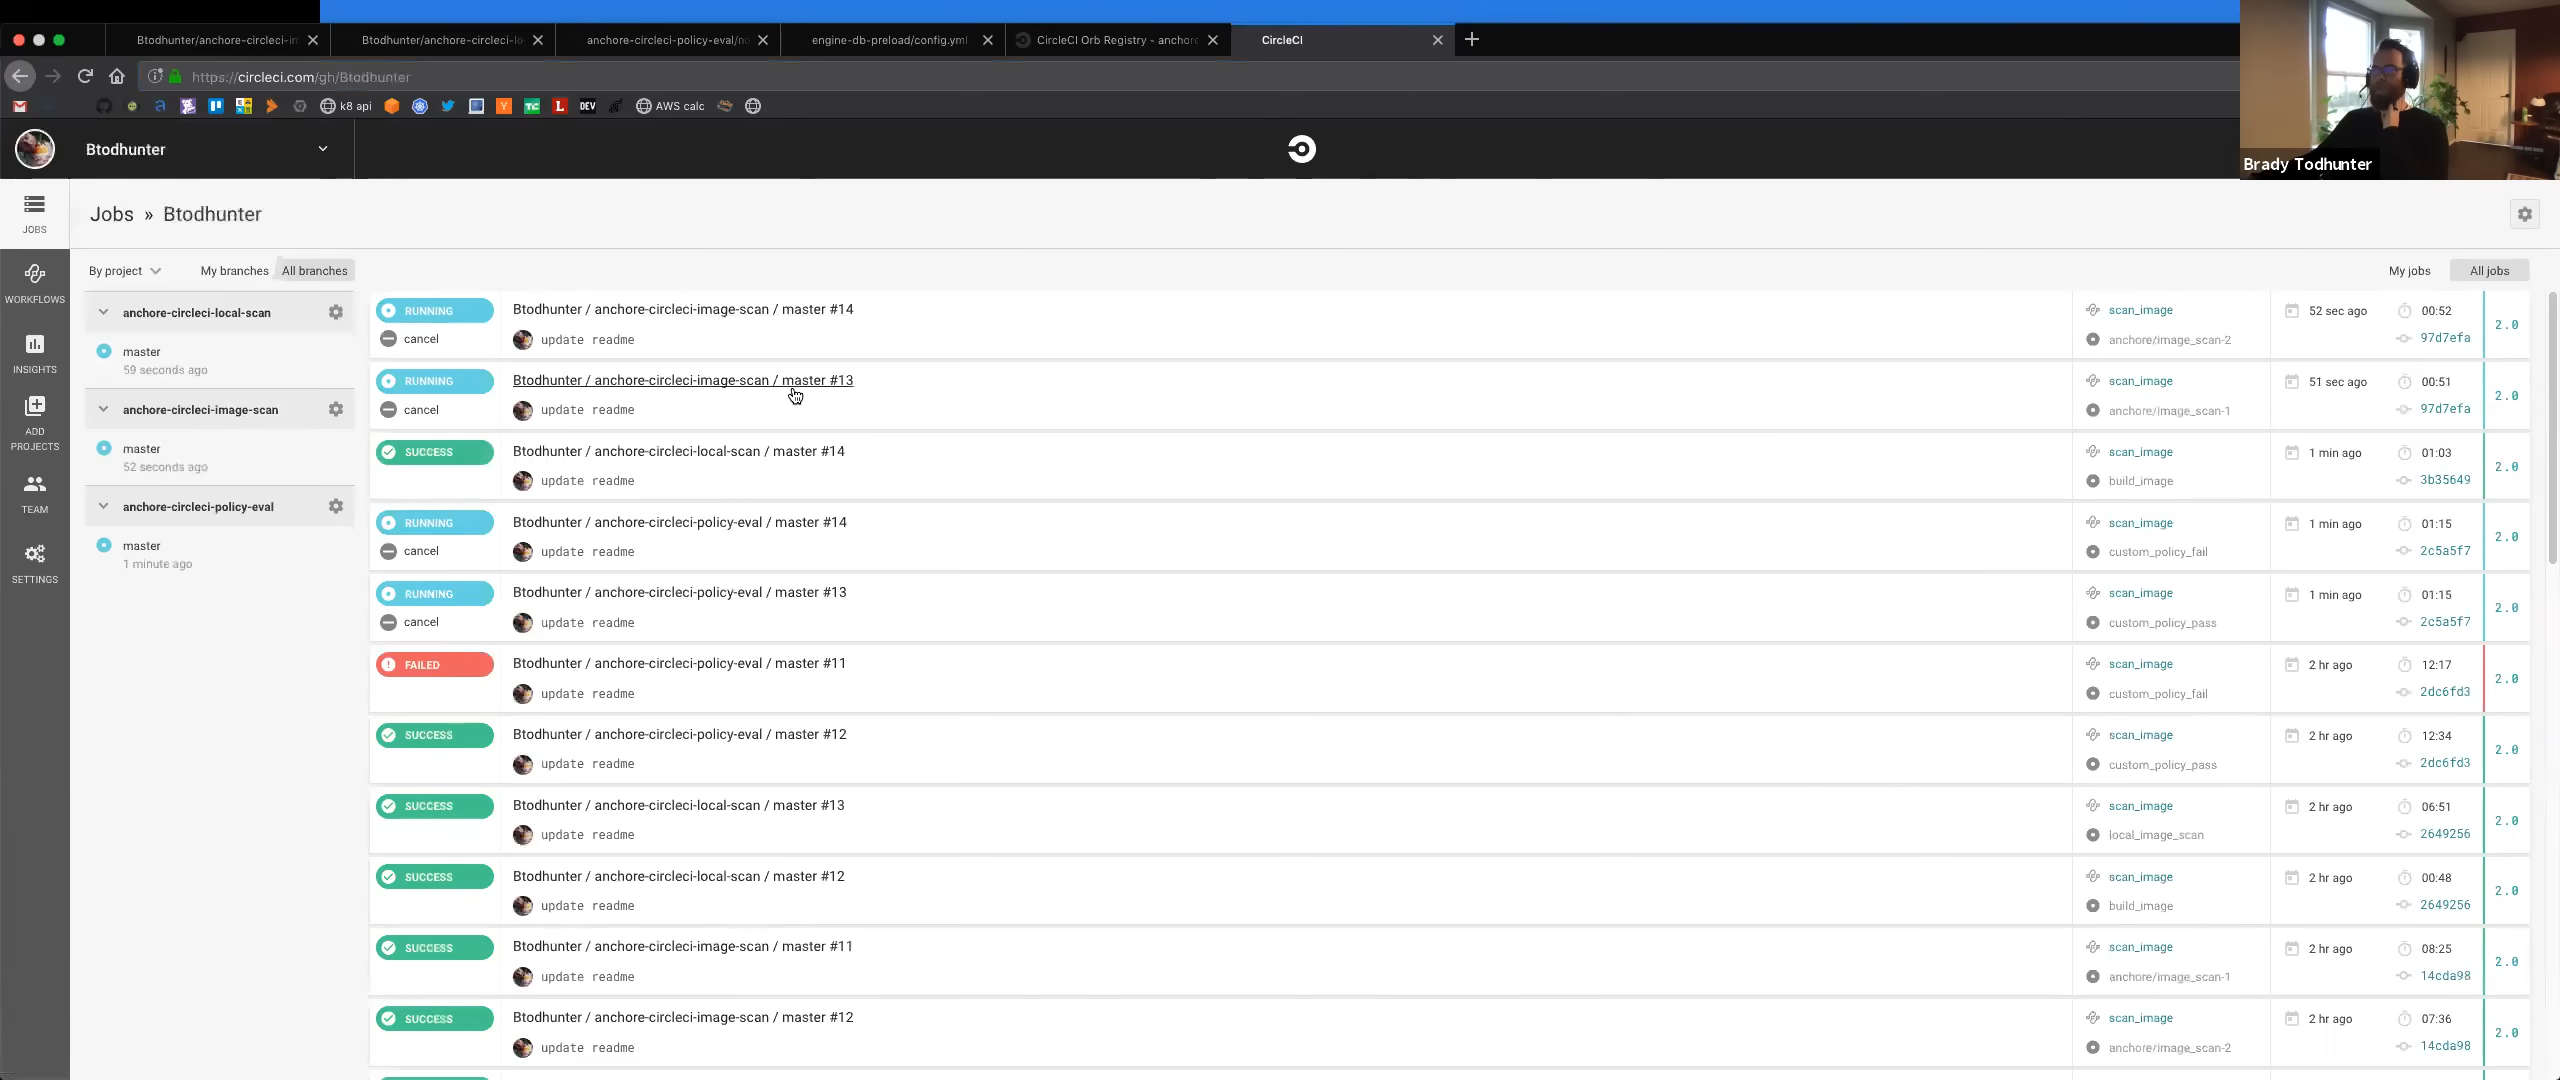 Btodhunter/anchore-circleci-in
Btodhunter/anchore-circleci-lo
anchore-circleci-policy-eval/no
engine-db-preload/config.yml
CircleCI Orb Registry - anchore
CircleCI
https://circleci.com/gh/Btodhunter
k8 api
DEV
AWS calc
Brady Todhunter
Btodhunter
JOBS
WORKFLOWS
INSIGHTS
ADD
PROJECTS
TEAM
SETTINGS
Jobs » Btodhunter
By project
My branches
All branches
My jobs
All jobs
anchore-circleci-local-scan
master
59 seconds ago
anchore-circleci-image-scan
master
52 seconds ago
anchore-circleci-policy-eval
master
1 minute ago
RUNNING Btodhunter / anchore-circleci-image-scan / master #14 scan_image 52 sec ago 00:52 2.0
cancel update readme anchore/image_scan-2 97d7efa
RUNNING Btodhunter / anchore-circleci-image-scan / master #13 scan_image 51 sec ago 00:51 2.0
cancel update readme anchore/image_scan-1 97d7efa
SUCCESS Btodhunter / anchore-circleci-local-scan / master #14 scan_image 1 min ago 01:03 2.0
update readme build_image 3b35649
RUNNING Btodhunter / anchore-circleci-policy-eval / master #14 scan_image 1 min ago 01:15 2.0
cancel update readme custom_policy_fail 2c5a5f7
RUNNING Btodhunter / anchore-circleci-policy-eval / master #13 scan_image 1 min ago 01:15 2.0
cancel update readme custom_policy_pass 2c5a5f7
FAILED Btodhunter / anchore-circleci-policy-eval / master #11 scan_image 2 hr ago 12:17 2.0
update readme custom_policy_fail 2dc6fd3
SUCCESS Btodhunter / anchore-circleci-policy-eval / master #12 scan_image 2 hr ago 12:34 2.0
update readme custom_policy_pass 2dc6fd3
SUCCESS Btodhunter / anchore-circleci-local-scan / master #13 scan_image 2 hr ago 06:51 2.0
update readme local_image_scan 2649256
SUCCESS Btodhunter / anchore-circleci-local-scan / master #12 scan_image 2 hr ago 00:48 2.0
update readme build_image 2649256
SUCCESS Btodhunter / anchore-circleci-image-scan / master #11 scan_image 2 hr ago 08:25 2.0
update readme anchore/image_scan-1 14cda98
SUCCESS Btodhunter / anchore-circleci-image-scan / master #12 scan_image 2 hr ago 07:36 2.0
update readme anchore/image_scan-2 14cda98